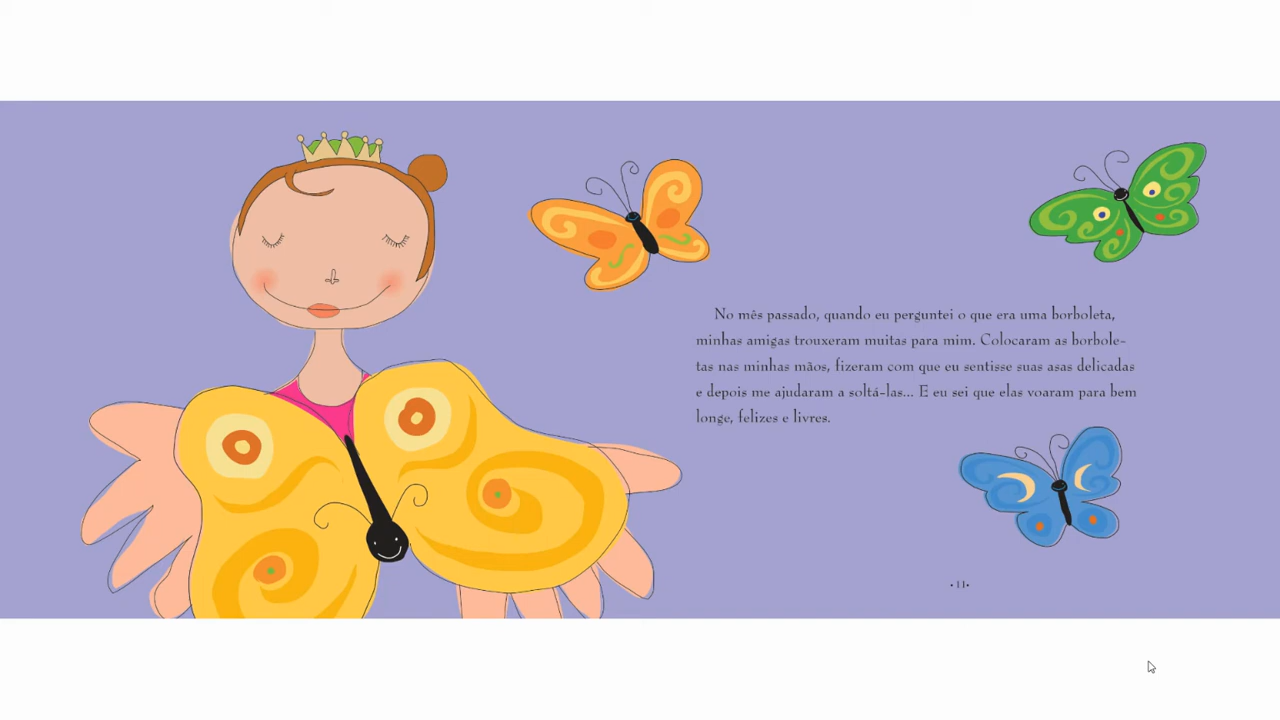 No mês passado, quando eu perguntei o que era uma borboleta,
minhas amigas trouxeram muitas para mim. Colocaram as borbole-
tas nas minhas mãos, fizeram com que eu sentisse suas asas delicadas
e depois me ajudaram a soltá-las... E eu sei que elas voaram para bem
longe, felizes e livres.
• 11•